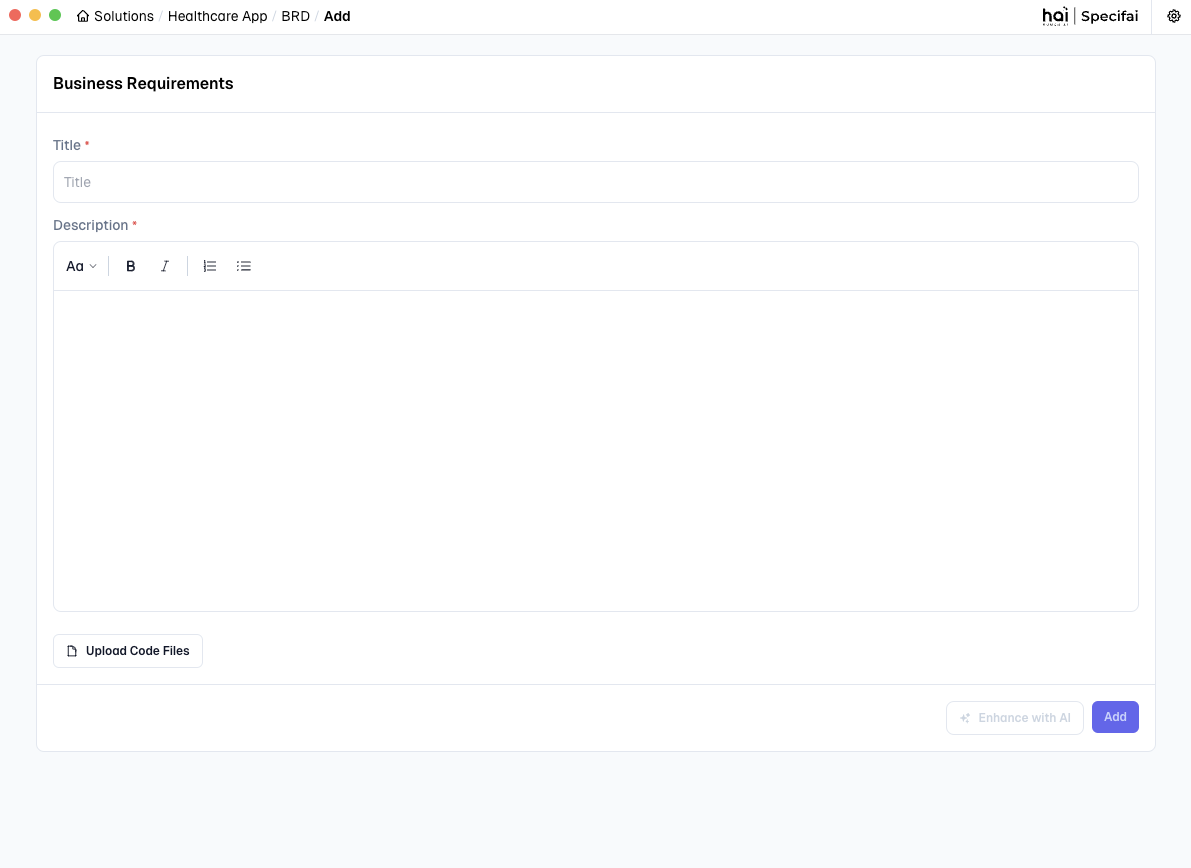 Solutions / Healthcare App / BRD / Add
hai | Specifai
Business Requirements
Title *
Title
Description *
Aa B I
Upload Code Files
Enhance with AI Add